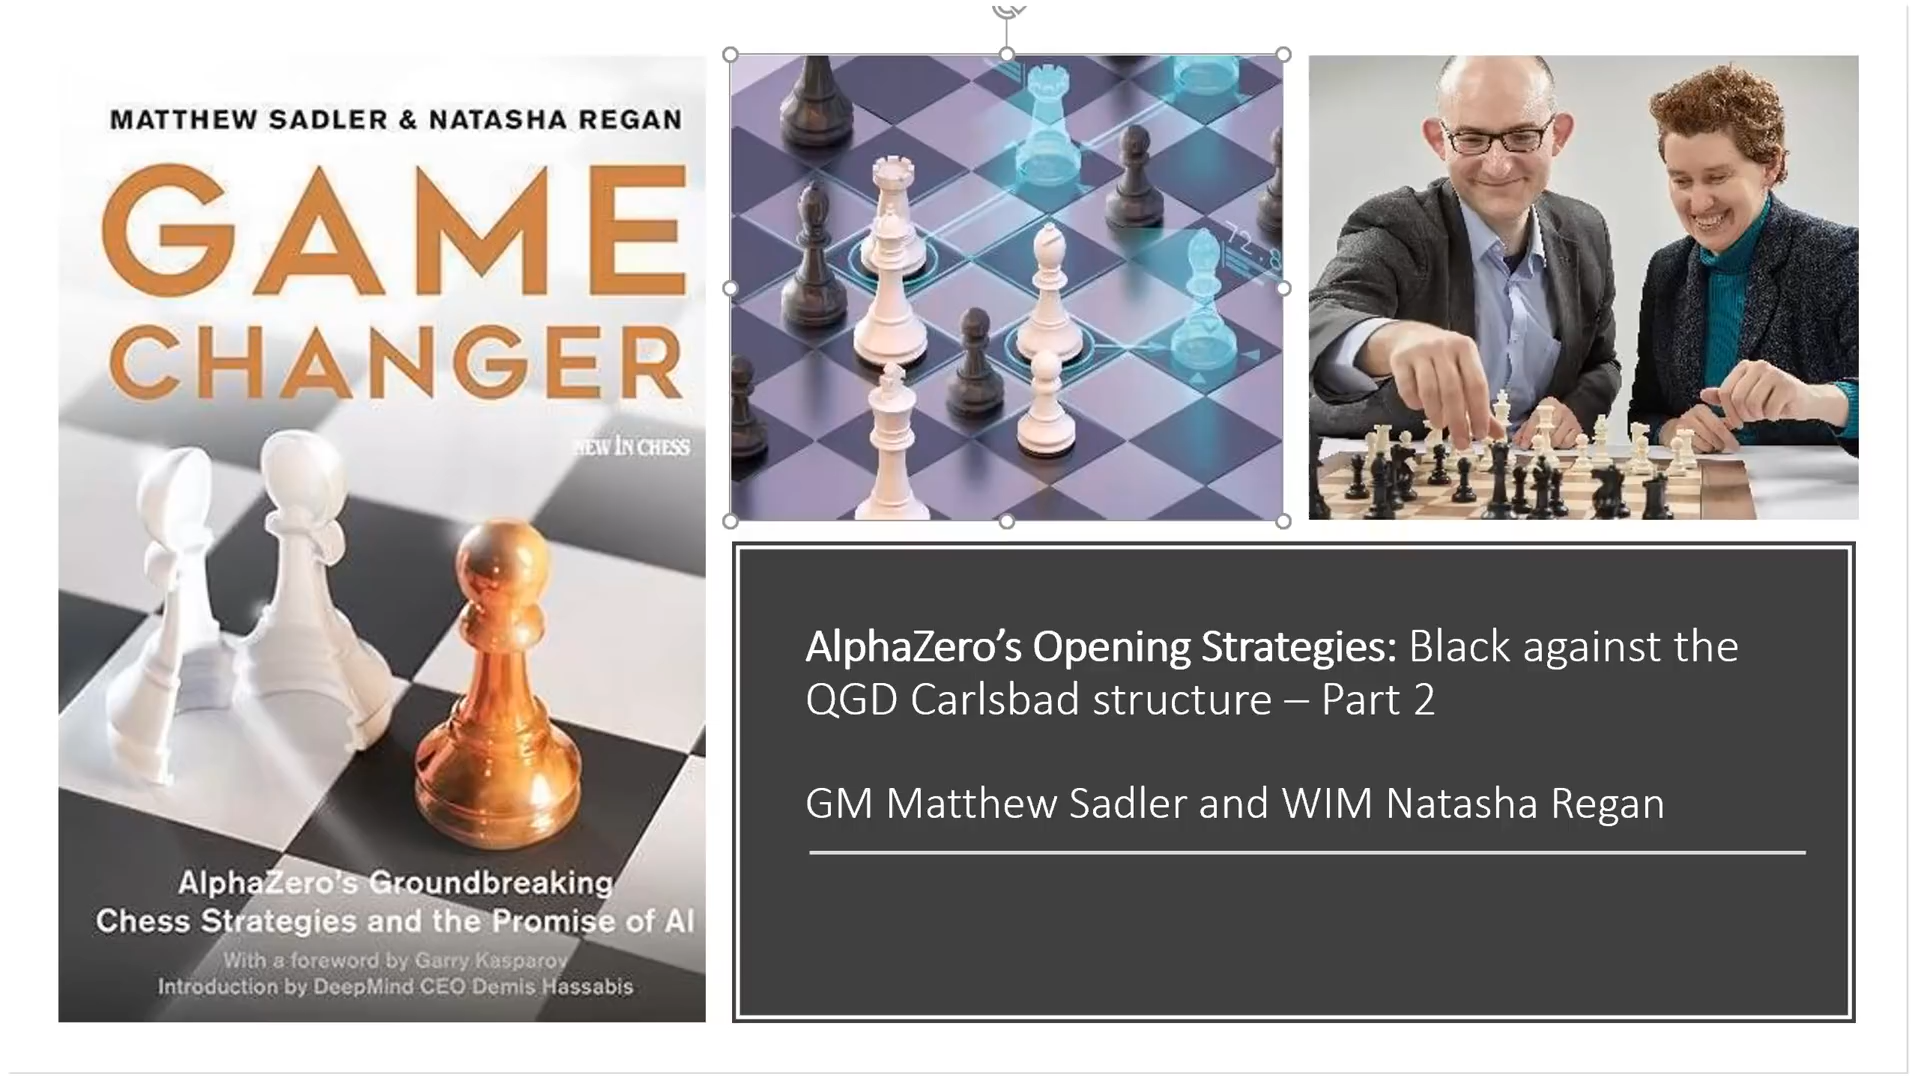 MATTHEW SADLER & NATASHA REGAN
GAME
CHANGER
NEW IN CHESS
AlphaZero's Groundbreaking
Chess Strategies and the Promise of AI
With a foreword by Garry Kasparov
Introduction by DeepMind CEO Demis Hassabis
72.8
AlphaZero’s Opening Strategies: Black against the
QGD Carlsbad structure – Part 2
GM Matthew Sadler and WIM Natasha Regan